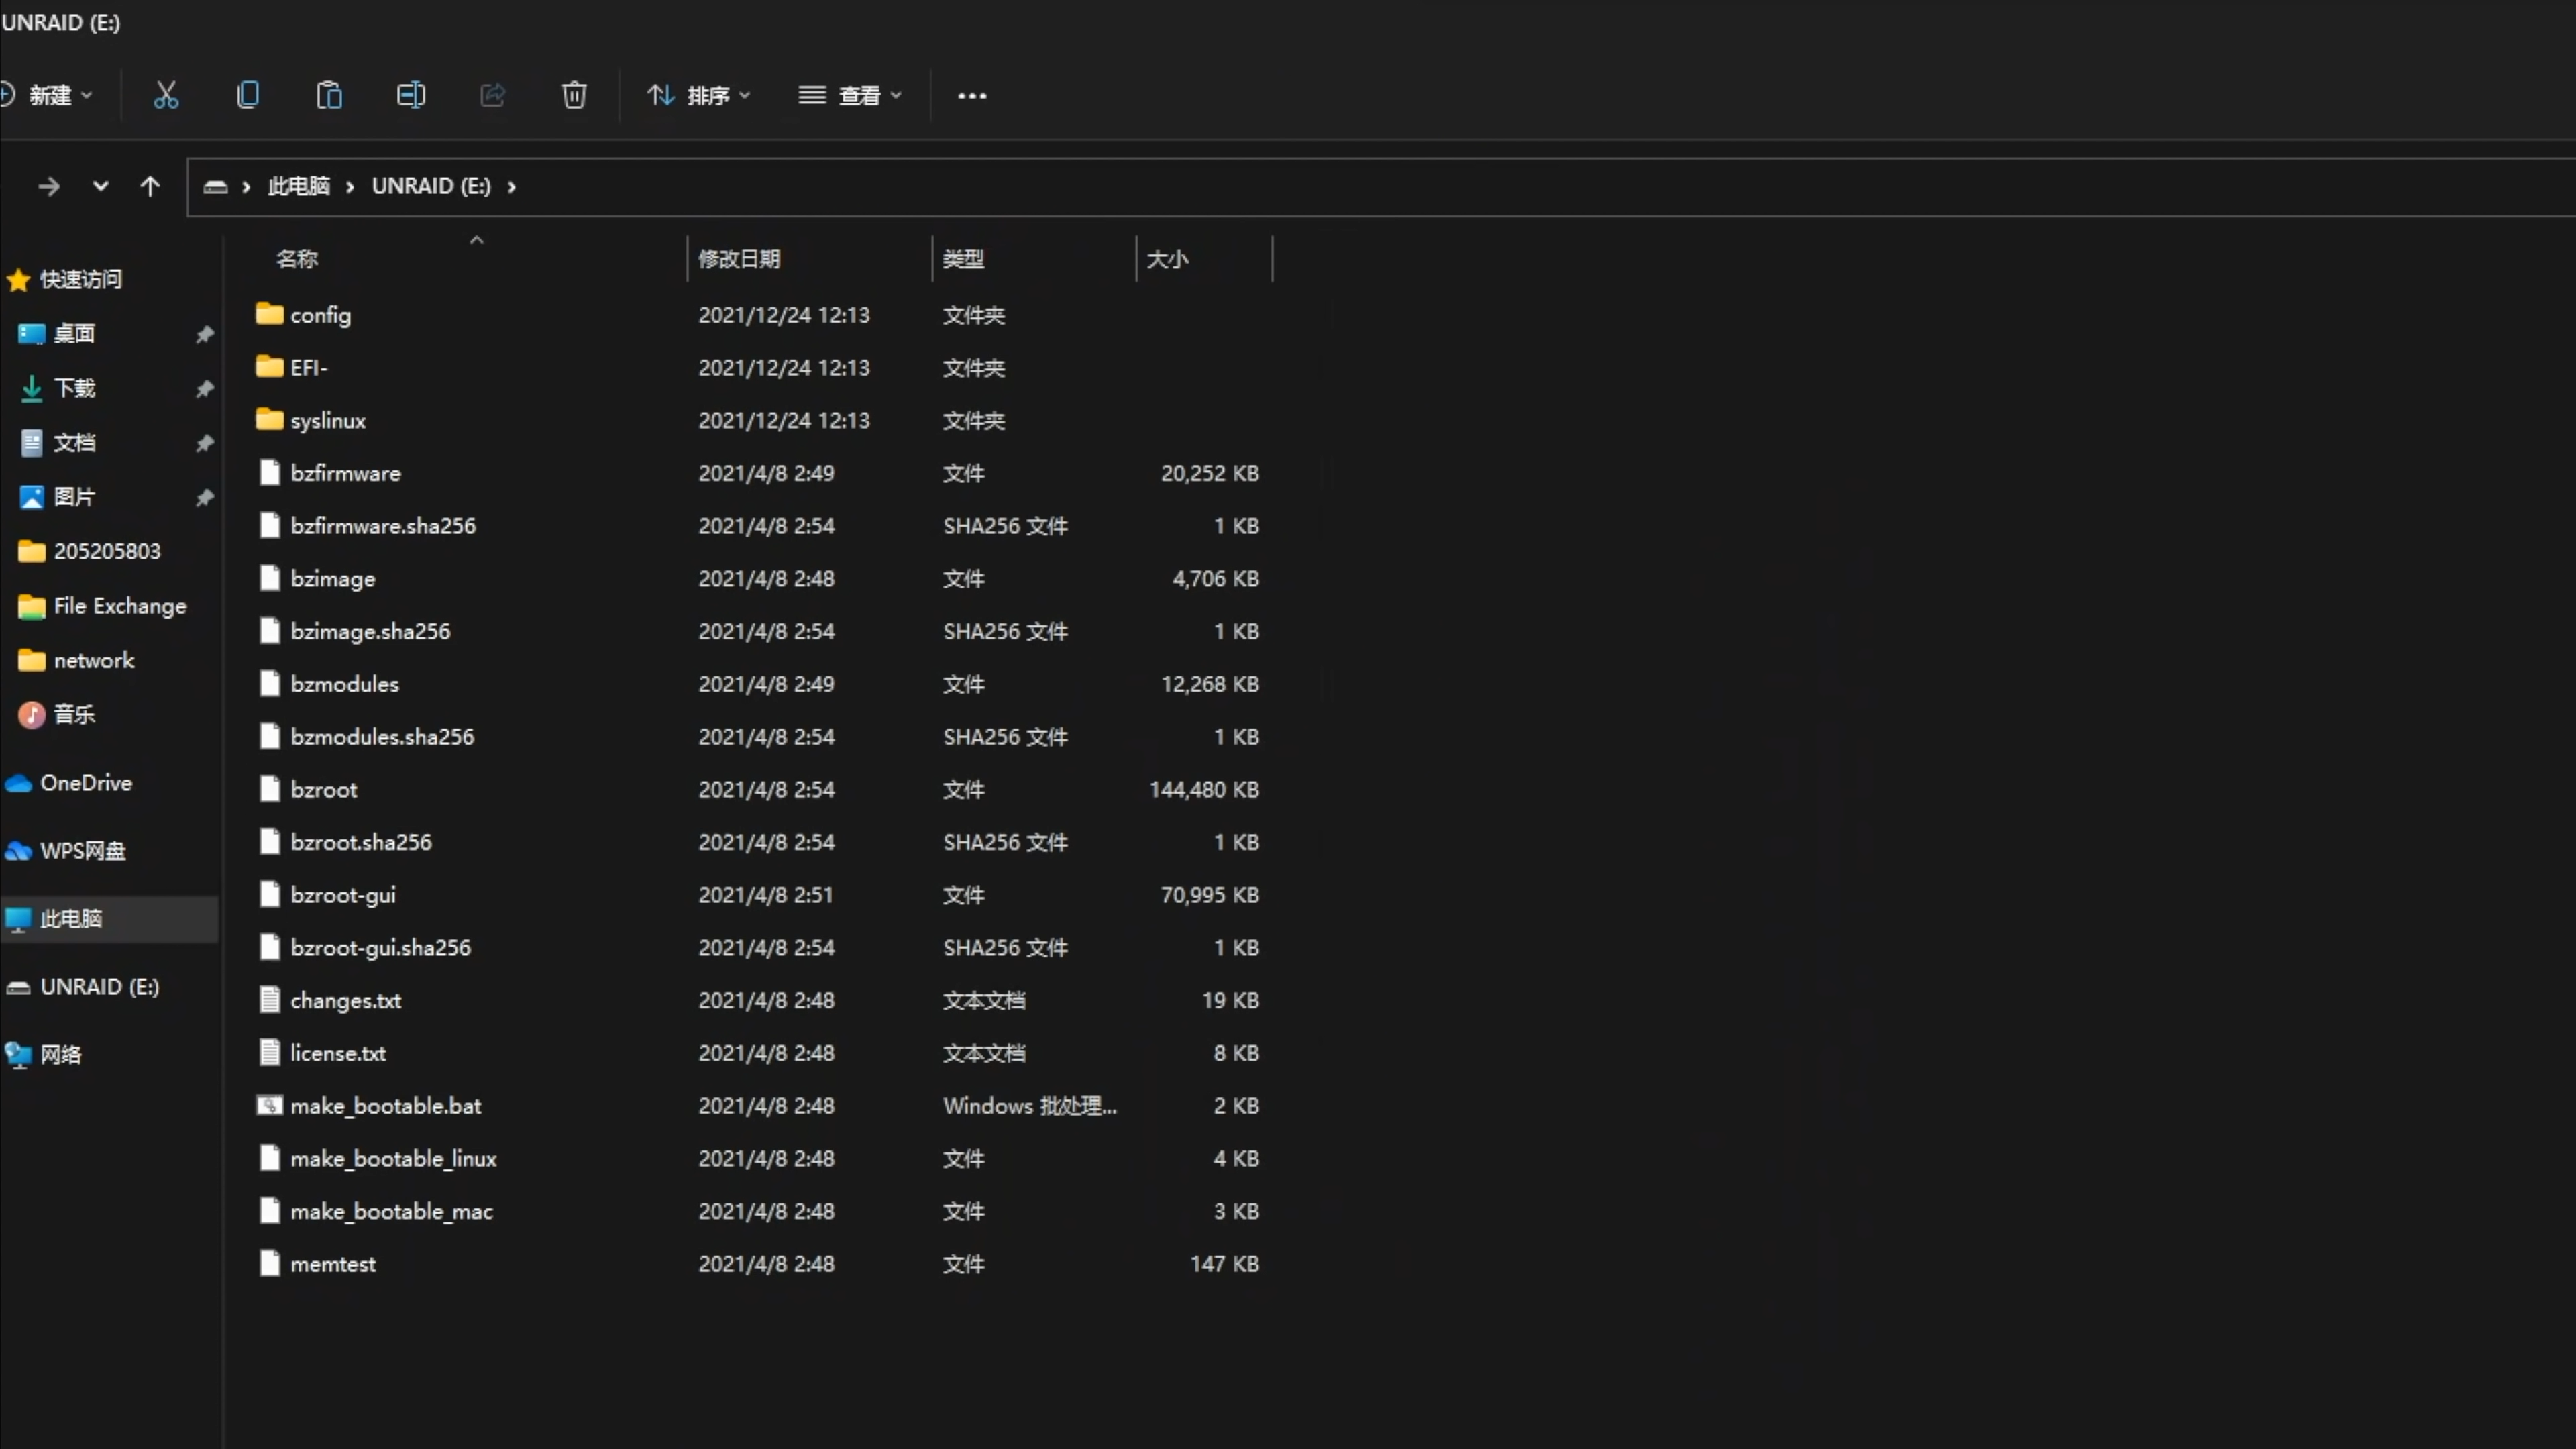 UNRAID (E:)
新建 排序 查看
此电脑 UNRAID (E:)
名称 修改日期 类型 大小
快速访问
桌面
下载
文档
图片
205205803
File Exchange
network
音乐
OneDrive
WPS网盘
此电脑
UNRAID (E:)
网络
config 2021/12/24 12:13 文件夹
EFI- 2021/12/24 12:13 文件夹
syslinux 2021/12/24 12:13 文件夹
bzfirmware 2021/4/8 2:49 文件 20,252 KB
bzfirmware.sha256 2021/4/8 2:54 SHA256 文件 1 KB
bzimage 2021/4/8 2:48 文件 4,706 KB
bzimage.sha256 2021/4/8 2:54 SHA256 文件 1 KB
bzmodules 2021/4/8 2:49 文件 12,268 KB
bzmodules.sha256 2021/4/8 2:54 SHA256 文件 1 KB
bzroot 2021/4/8 2:54 文件 144,480 KB
bzroot.sha256 2021/4/8 2:54 SHA256 文件 1 KB
bzroot-gui 2021/4/8 2:51 文件 70,995 KB
bzroot-gui.sha256 2021/4/8 2:54 SHA256 文件 1 KB
changes.txt 2021/4/8 2:48 文本文档 19 KB
license.txt 2021/4/8 2:48 文本文档 8 KB
make_bootable.bat 2021/4/8 2:48 Windows 批处理... 2 KB
make_bootable_linux 2021/4/8 2:48 文件 4 KB
make_bootable_mac 2021/4/8 2:48 文件 3 KB
memtest 2021/4/8 2:48 文件 147 KB